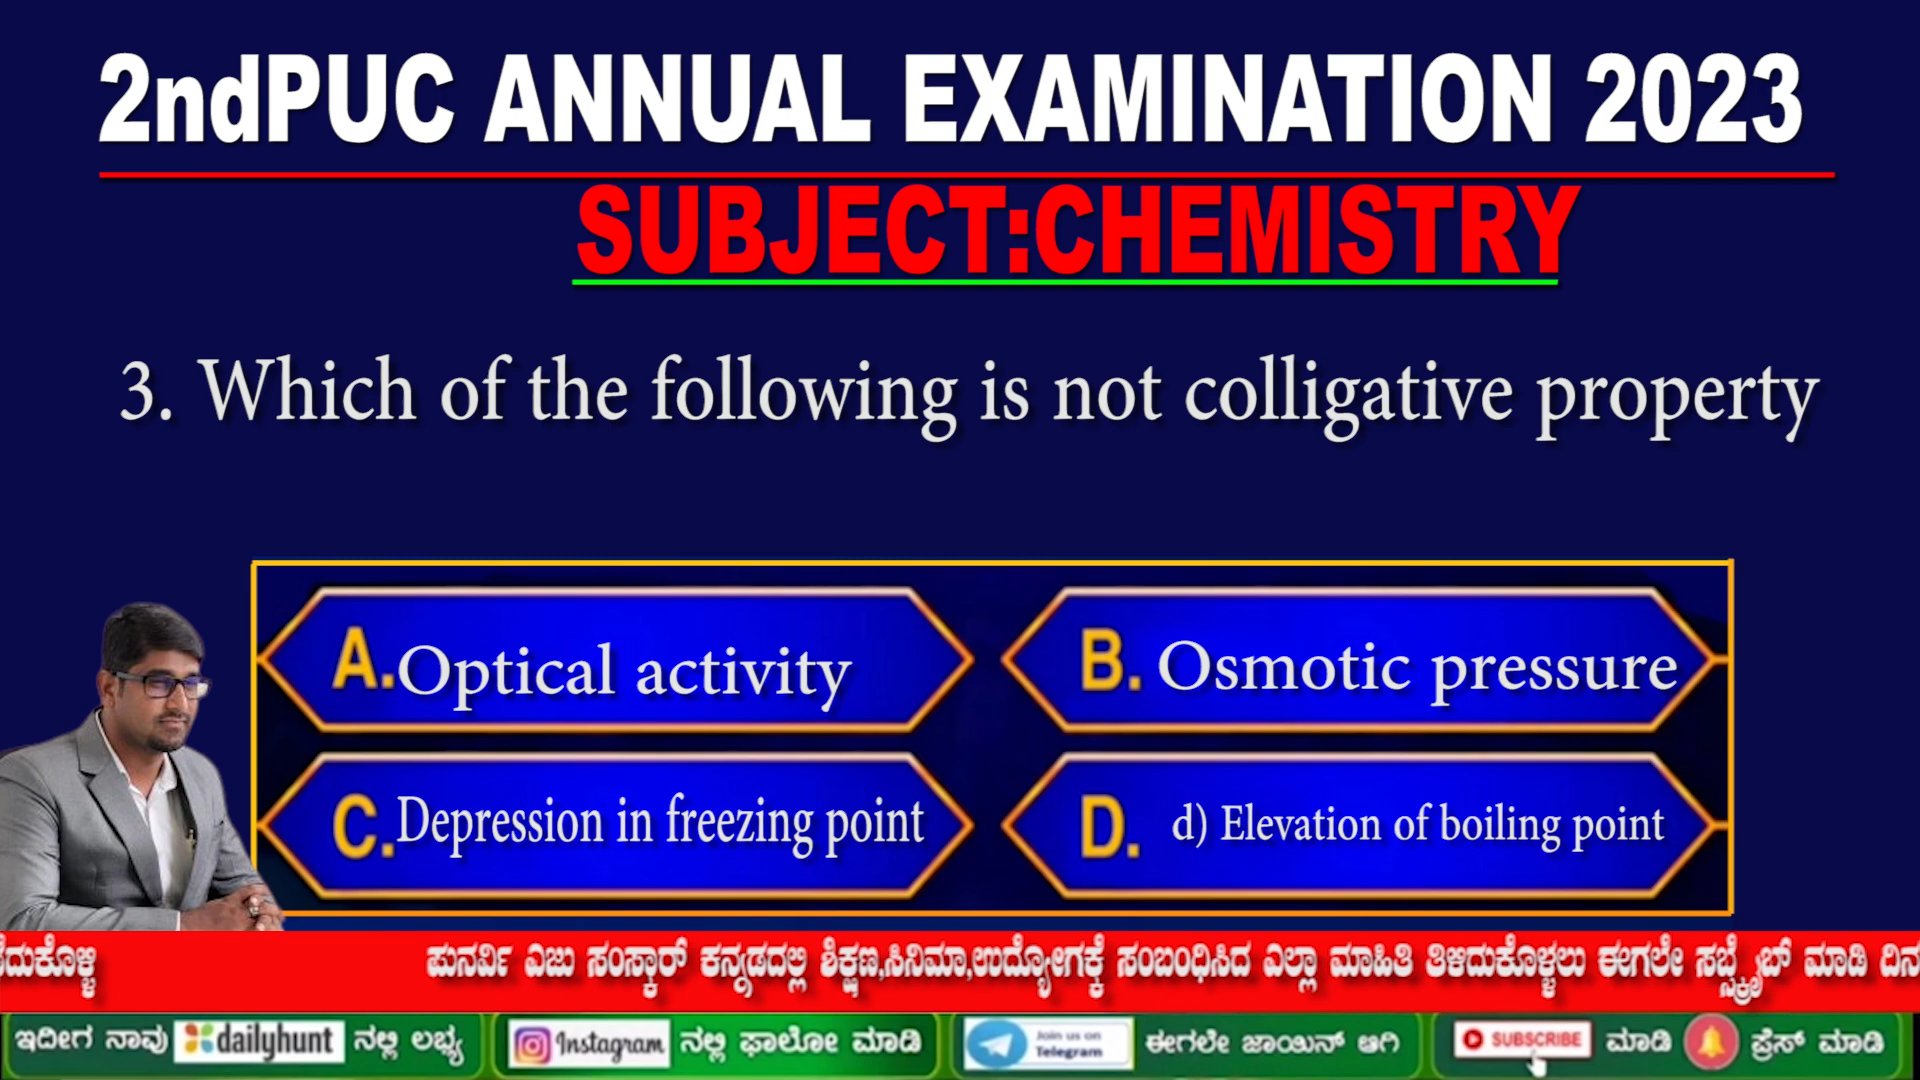 2ndPUC ANNUAL EXAMINATION 2023
SUBJECT:CHEMISTRY
3. Which of the following is not colligative property
A. Optical activity
B. Osmotic pressure
C. Depression in freezing point
D. d) Elevation of boiling point
ದುಕೊಳ್ಳಿ ಪುನರ್ವಿ ಎಜು ಸಂಸ್ಕಾರ್ ಕನ್ನಡದಲ್ಲಿ ಶಿಕ್ಷಣ,ಸಿನಿಮಾ,ಉದ್ಯೋಗಕ್ಕೆ ಸಂಬಂಧಿಸಿದ ಎಲ್ಲಾ ಮಾಹಿತಿ ತಿಳಿದುಕೊಳ್ಳಲು ಈಗಲೇ ಸಬ್ಸ್ಕ್ರೈಬ್ ಮಾಡಿ ದಿನ
ಇದೀಗ ನಾವು dailyhunt ನಲ್ಲಿ ಲಭ್ಯ Instagram ನಲ್ಲಿ ಫಾಲೋ ಮಾಡಿ Join us on Telegram ಈಗಲೇ ಜಾಯಿನ್ ಆಗಿ SUBSCRIBE ಮಾಡಿ ಪ್ರೆಸ್ ಮಾಡಿ